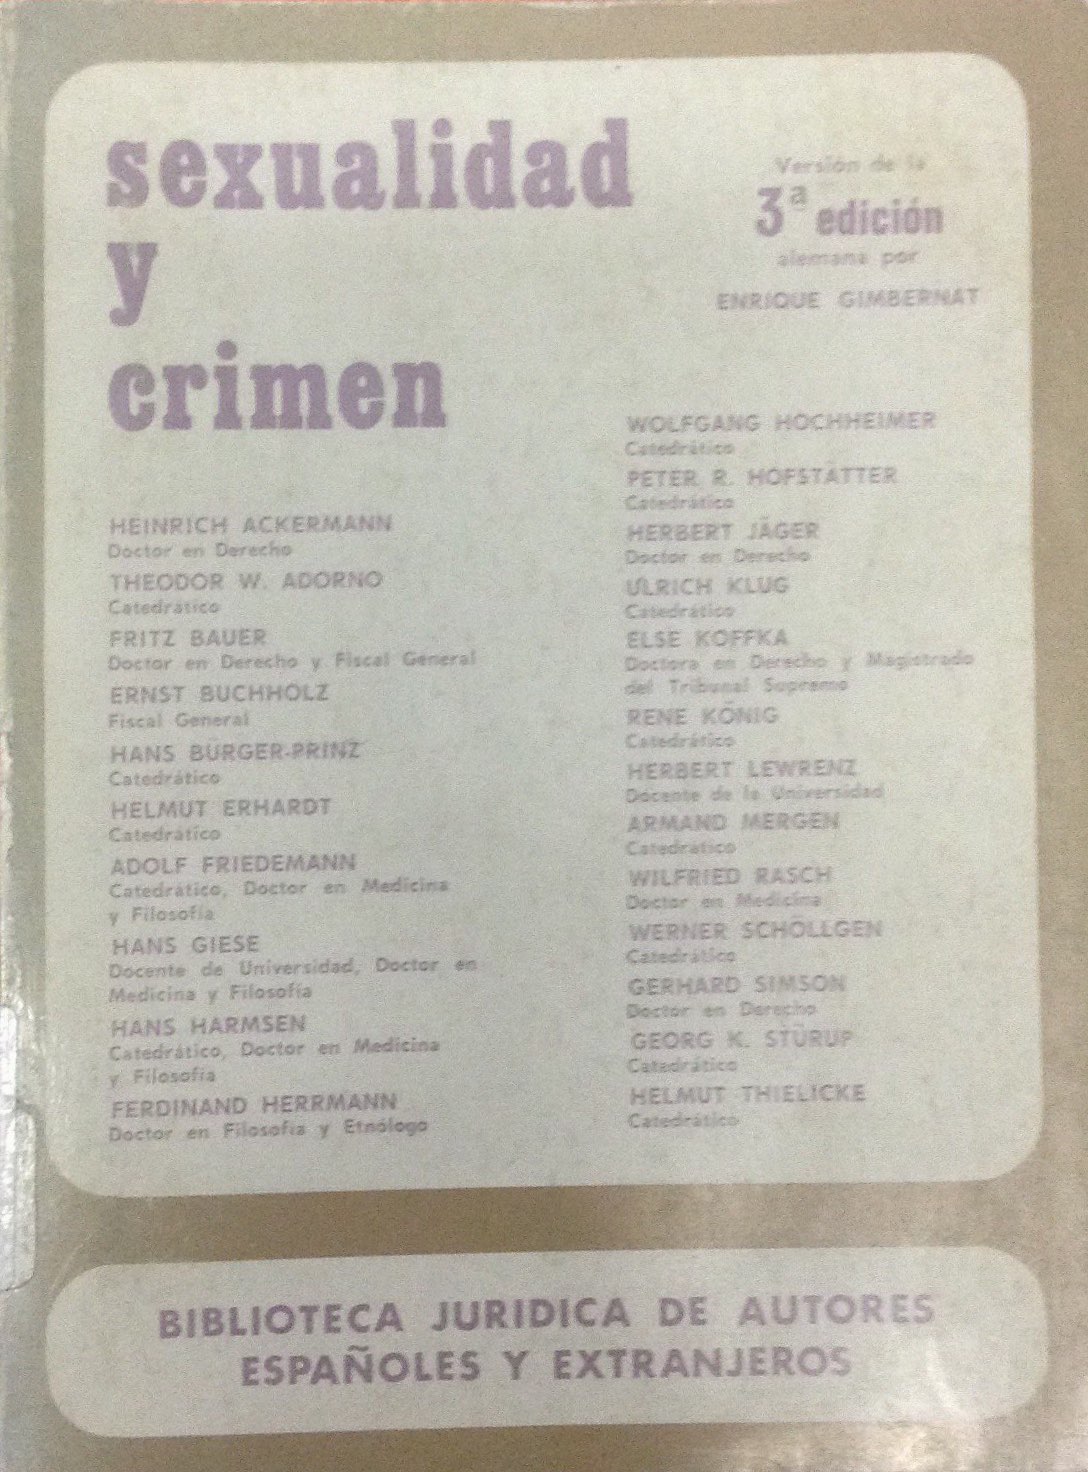 sexualidad
y
crimen
Versión de la
3ª edición
alemana por
ENRIQUE GIMBERNAT
HEINRICH ACKERMANN
Doctor en Derecho
THEODOR W. ADORNO
Catedrático
FRITZ BAUER
Doctor en Derecho y Fiscal General
ERNST BUCHHOLZ
Fiscal General
HANS BÜRGER-PRINZ
Catedrático
HELMUT ERHARDT
Catedrático
ADOLF FRIEDEMANN
Catedrático, Doctor en Medicina
y Filosofía
HANS GIESE
Docente de Universidad, Doctor en
Medicina y Filosofía
HANS HARMSEN
Catedrático, Doctor en Medicina
y Filosofía
FERDINAND HERRMANN
Doctor en Filosofía y Etnólogo
WOLFGANG HOCHHEIMER
Catedrático
PETER R. HOFSTÄTTER
Catedrático
HERBERT JÄGER
Doctor en Derecho
ULRICH KLUG
Catedrático
ELSE KOFFKA
Doctora en Derecho y Magistrado
del Tribunal Supremo
RENE KÖNIG
Catedrático
HERBERT LEWRENZ
Docente de la Universidad
ARMAND MERGEN
Catedrático
WILFRIED RASCH
Doctor en Medicina
WERNER SCHÖLLGEN
Catedrático
GERHARD SIMSON
Doctor en Derecho
GEORG K. STÜRUP
Catedrático
HELMUT THIELICKE
Catedrático
BIBLIOTECA JURIDICA DE AUTORES
ESPAÑOLES Y EXTRANJEROS